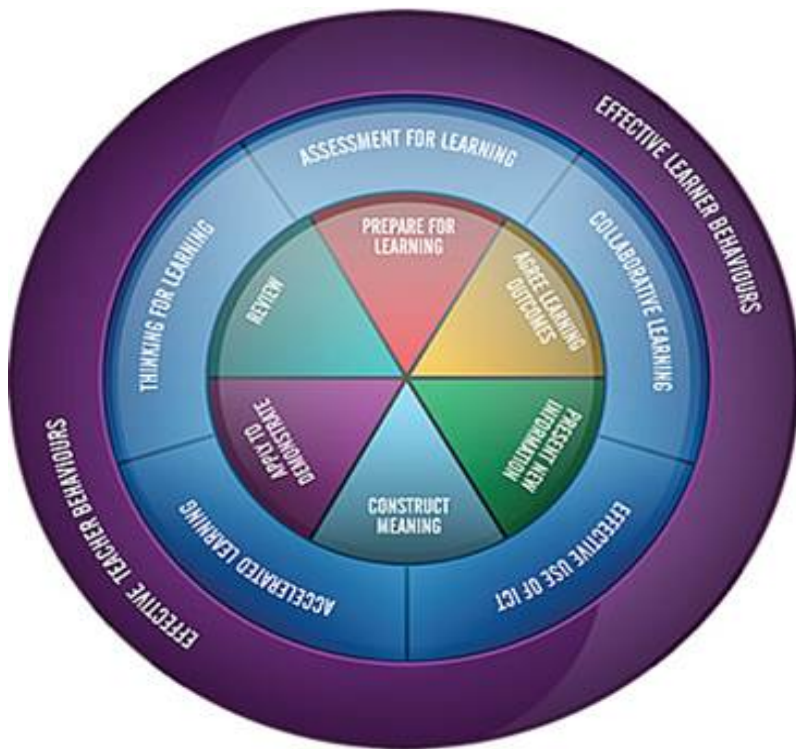 EFFECTIVE LEARNER BEHAVIOURS
EFFECTIVE TEACHER BEHAVIOURS
ASSESSMENT FOR LEARNING
COLLABORATIVE LEARNING
EFFECTIVE USE OF ICT
ACCELERATED LEARNING
THINKING FOR LEARNING
PREPARE FOR
LEARNING
AGREE LEARNING
OUTCOMES
PRESENT NEW
INFORMATION
CONSTRUCT
MEANING
APPLY TO
DEMONSTRATE
REVIEW